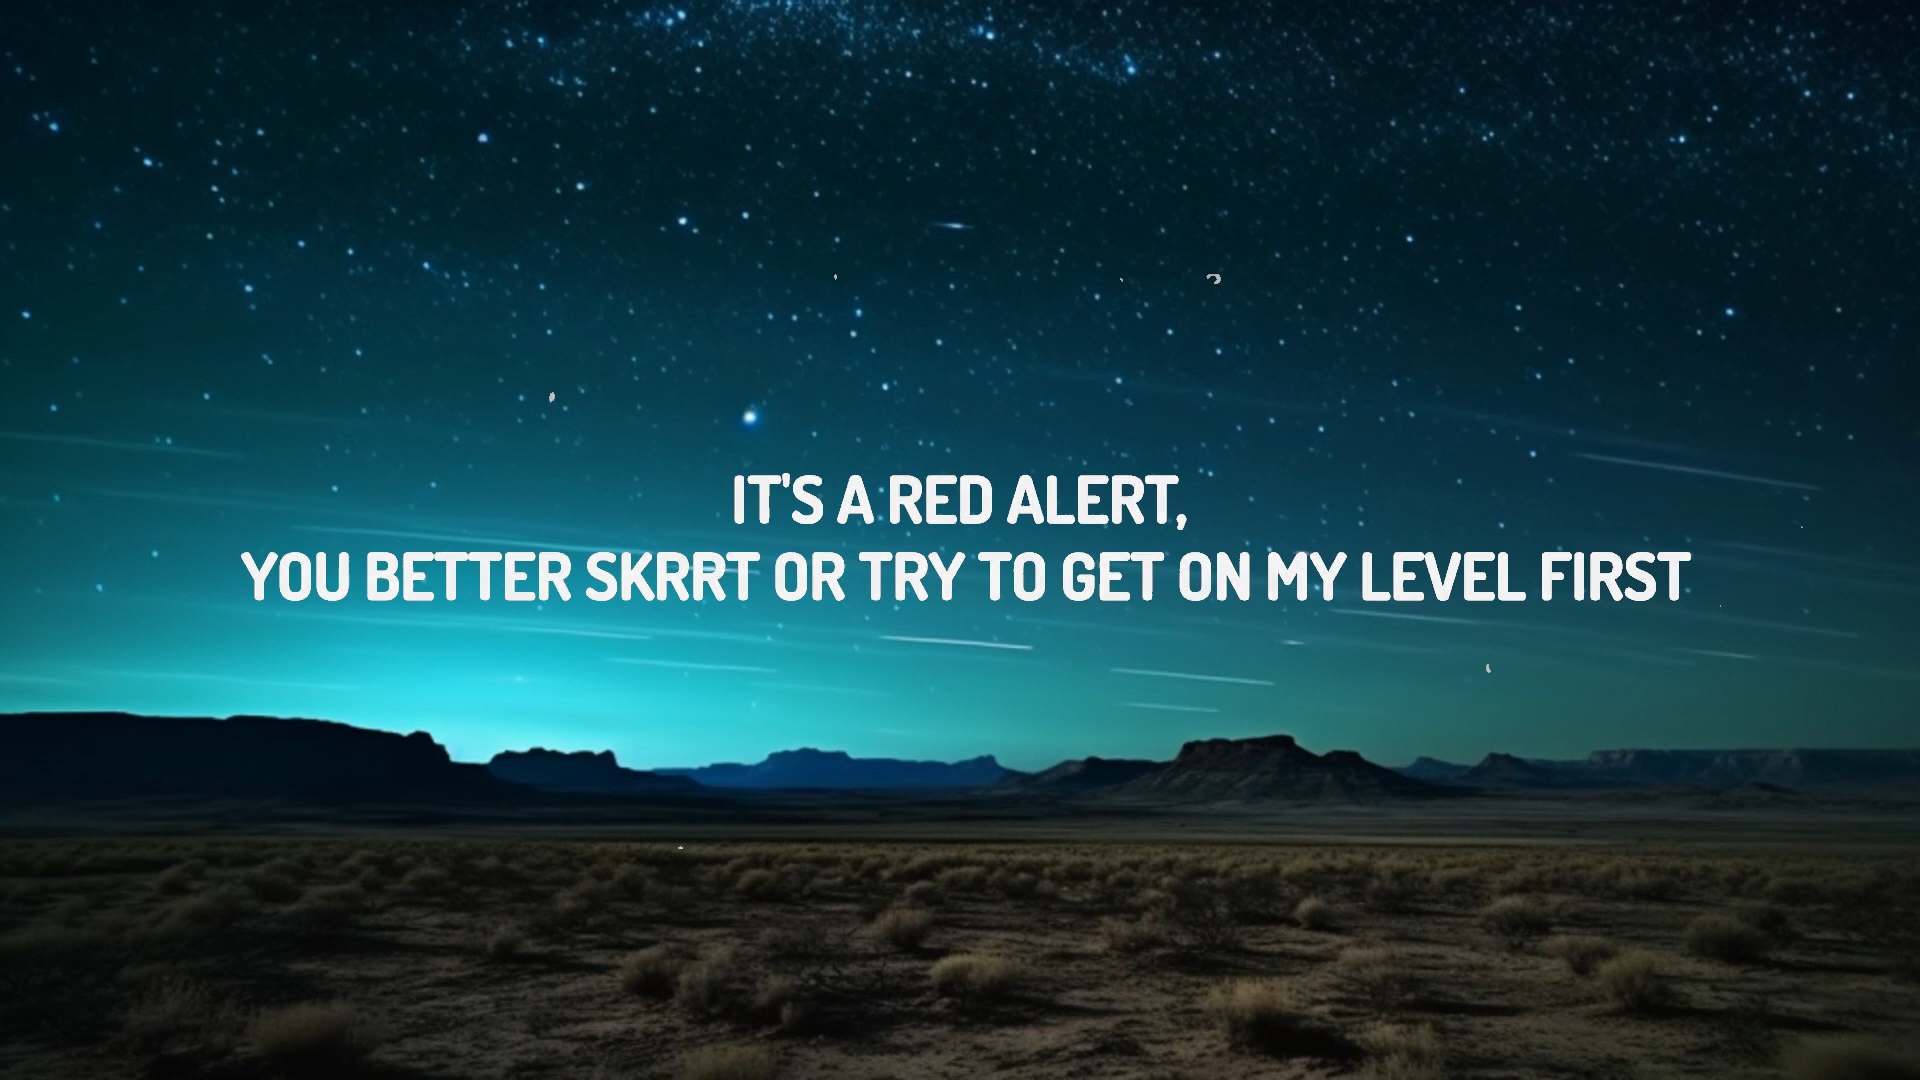 IT'S A RED ALERT,
YOU BETTER SKRRT OR TRY TO GET ON MY LEVEL FIRST